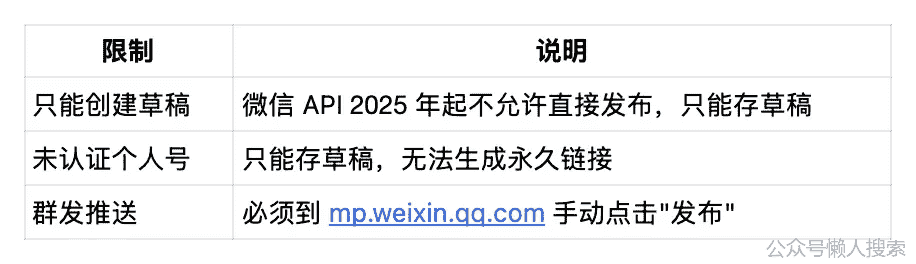 限制 说明
只能创建草稿 微信 API 2025 年起不允许直接发布，只能存草稿
未认证个人号 只能存草稿，无法生成永久链接
群发推送 必须到 mp.weixin.qq.com 手动点击"发布"
公众号懒人搜索